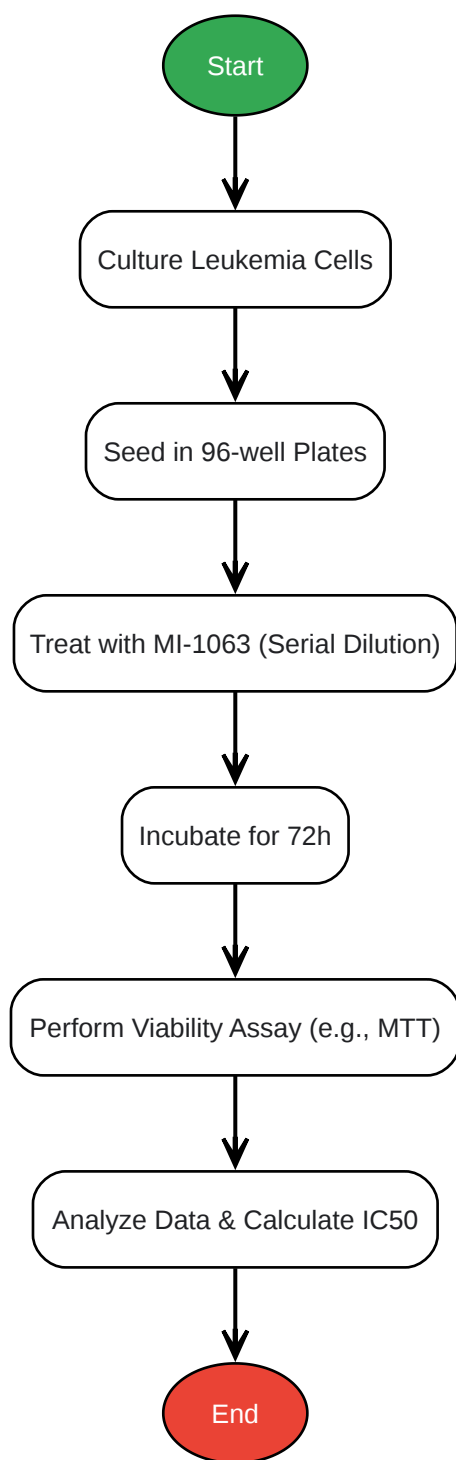 Start
Culture Leukemia Cells
Seed in 96-well Plates
Treat with MI-1063 (Serial Dilution)
Incubate for 72h
Perform Viability Assay (e.g., MTT)
Analyze Data & Calculate IC50
End